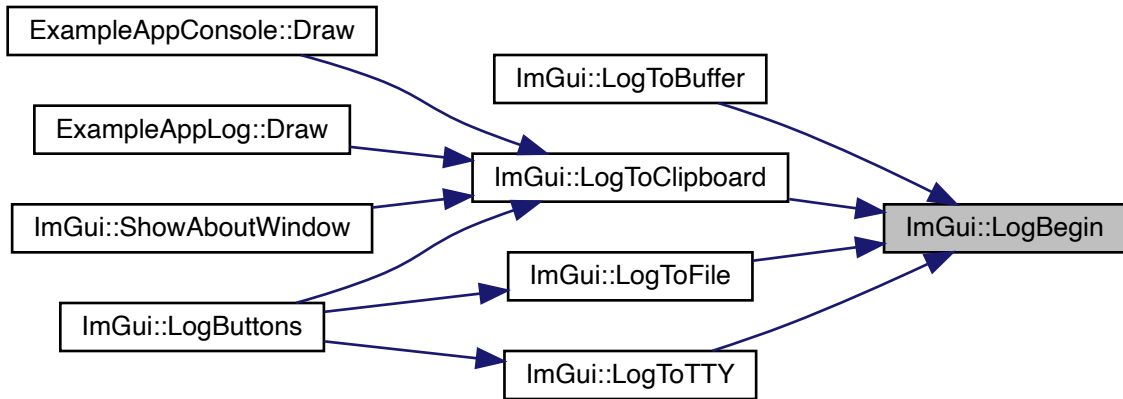 ExampleAppConsole::Draw
ImGui::LogToBuffer
ExampleAppLog::Draw
ImGui::LogToClipboard
ImGui::ShowAboutWindow
ImGui::LogBegin
ImGui::LogToFile
ImGui::LogButtons
ImGui::LogToTTY